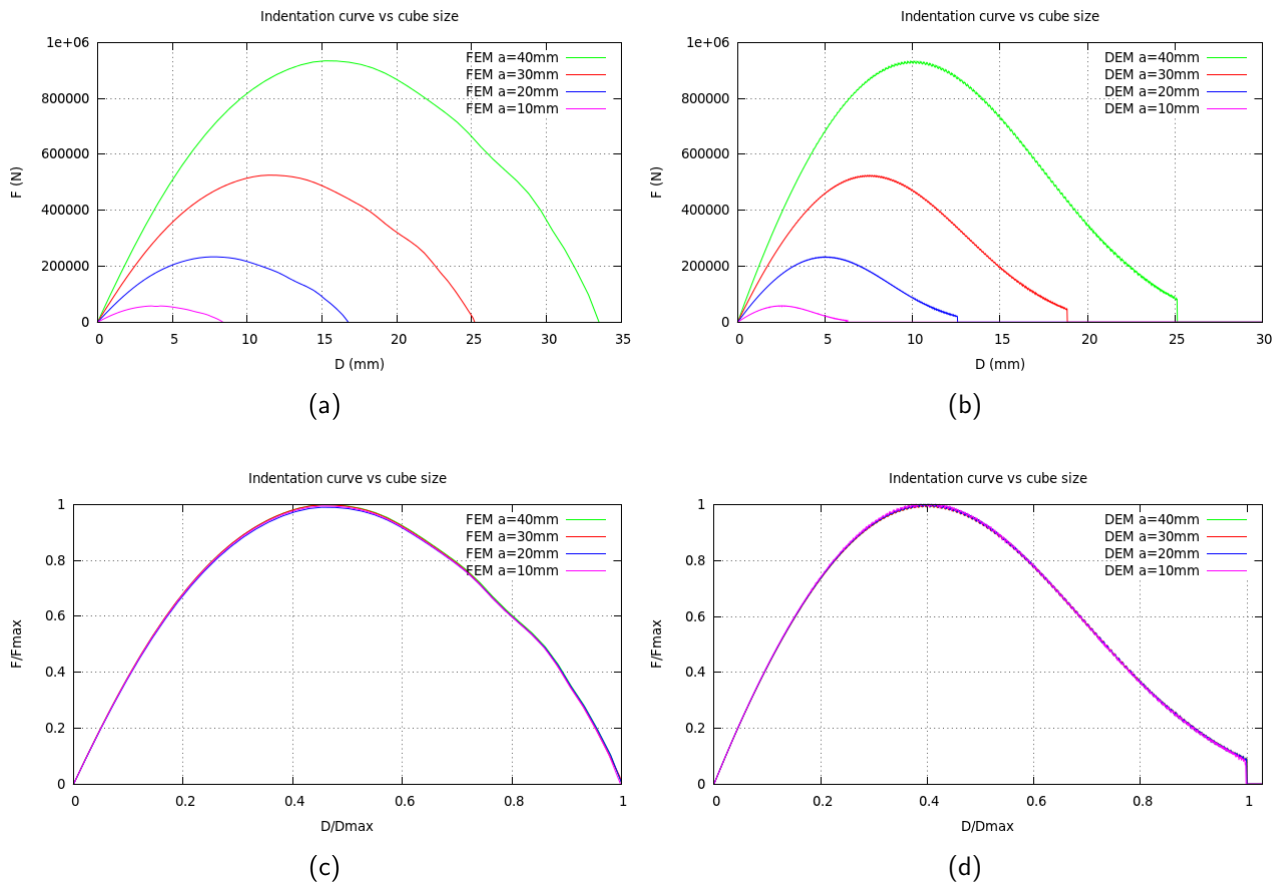 Indentation curve vs cube size
1e+06
800000
600000
400000
200000
0
F (N)
0 5 10 15 20 25 30 35
D (mm)
FEM a=40mm
FEM a=30mm
FEM a=20mm
FEM a=10mm
(a)
Indentation curve vs cube size
1e+06
800000
600000
400000
200000
0
F (N)
0 5 10 15 20 25 30
D (mm)
DEM a=40mm
DEM a=30mm
DEM a=20mm
DEM a=10mm
(b)
Indentation curve vs cube size
1
0.8
0.6
0.4
0.2
0
F/Fmax
0 0.2 0.4 0.6 0.8 1
D/Dmax
FEM a=40mm
FEM a=30mm
FEM a=20mm
FEM a=10mm
(c)
Indentation curve vs cube size
1
0.8
0.6
0.4
0.2
0
F/Fmax
0 0.2 0.4 0.6 0.8 1
D/Dmax
DEM a=40mm
DEM a=30mm
DEM a=20mm
DEM a=10mm
(d)